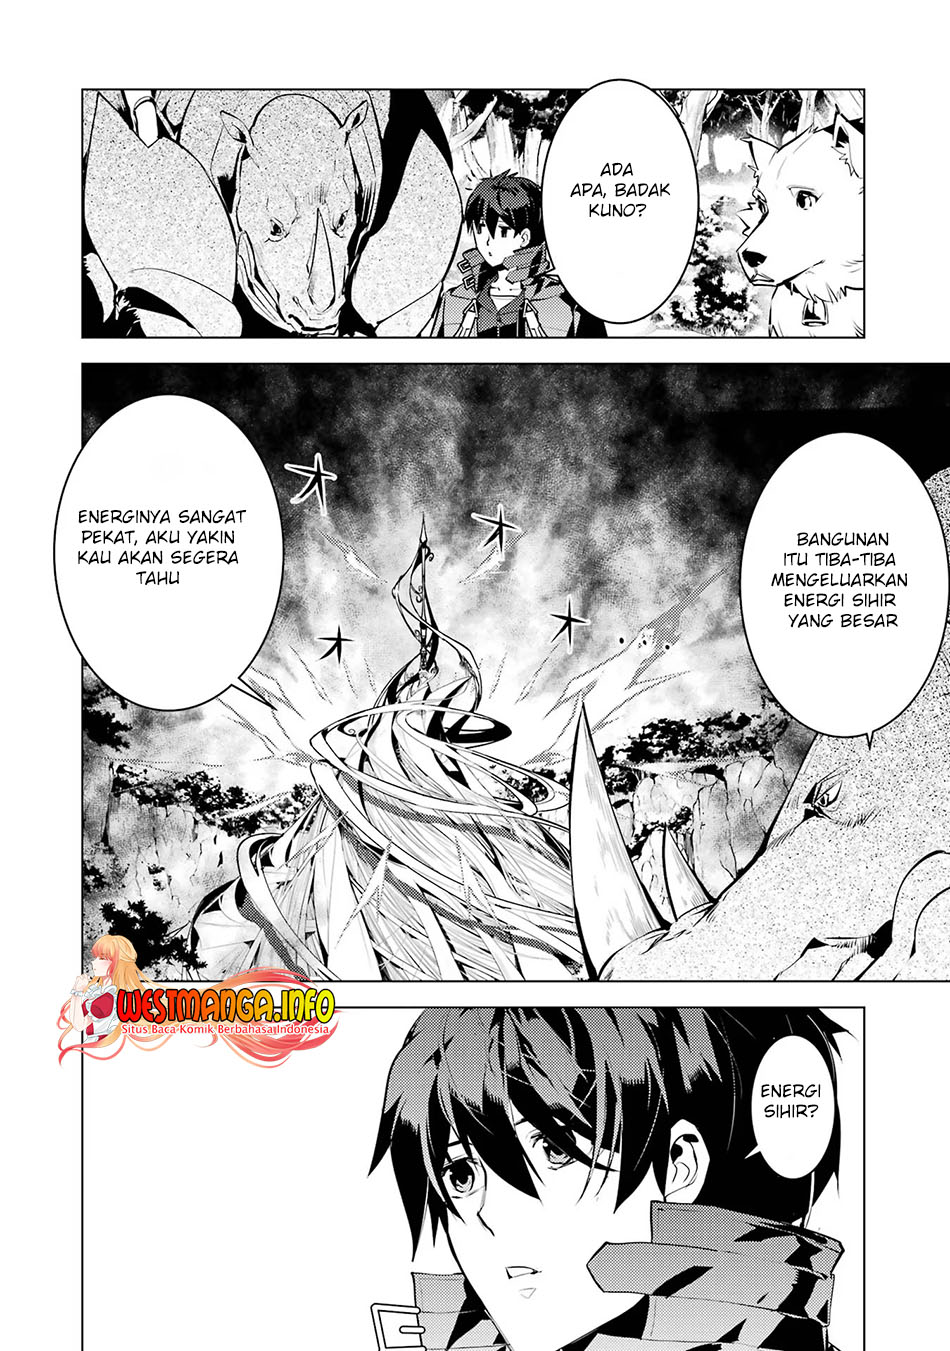 ADA
APA, BADAK
KUNO?
BANGUNAN
ITU TIBA-TIBA
MENGELUARKAN
ENERGI SIHIR
YANG BESAR
ENERGINYA SANGAT
PEKAT, AKU YAKIN
KAU AKAN SEGERA
TAHU
WESTMANGA.INFO
Situs Baca Komik Berbahasa Indonesia
ENERGI
SIHIR?